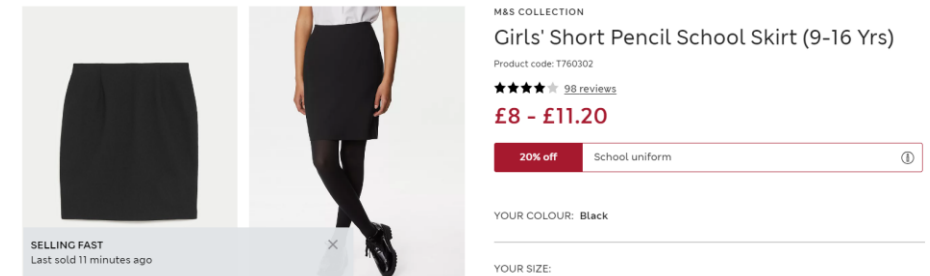 M&S COLLECTION
Girls' Short Pencil School Skirt (9-16 Yrs)
Product code: T760302
98 reviews
£8 - £11.20
20% off School uniform
YOUR COLOUR: Black
SELLING FAST
Last sold 11 minutes ago
YOUR SIZE: